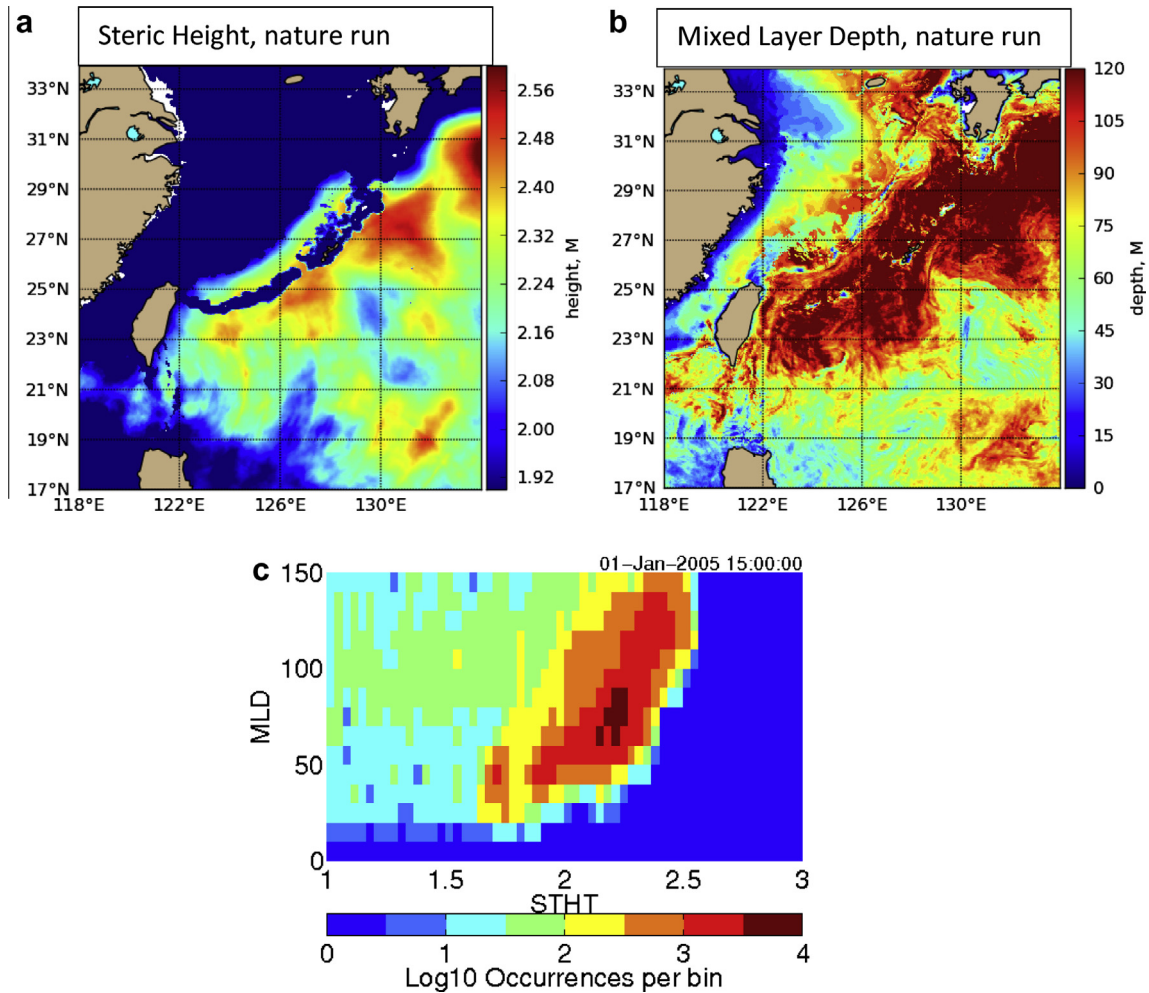 a
Steric Height, nature run
33°N
31°N
29°N
27°N
25°N
23°N
21°N
19°N
17°N
118°E
122°E
126°E
130°E
2.56
2.48
2.40
2.32
2.24
2.16
2.08
2.00
1.92
height, M
b
Mixed Layer Depth, nature run
33°N
31°N
29°N
27°N
25°N
23°N
21°N
19°N
17°N
118°E
122°E
126°E
130°E
120
105
90
75
60
45
30
15
0
depth, M
c
01-Jan-2005 15:00:00
150
100
50
0
MLD
1
1.5
2
2.5
3
STHT
0
1
2
3
4
Log10 Occurrences per bin